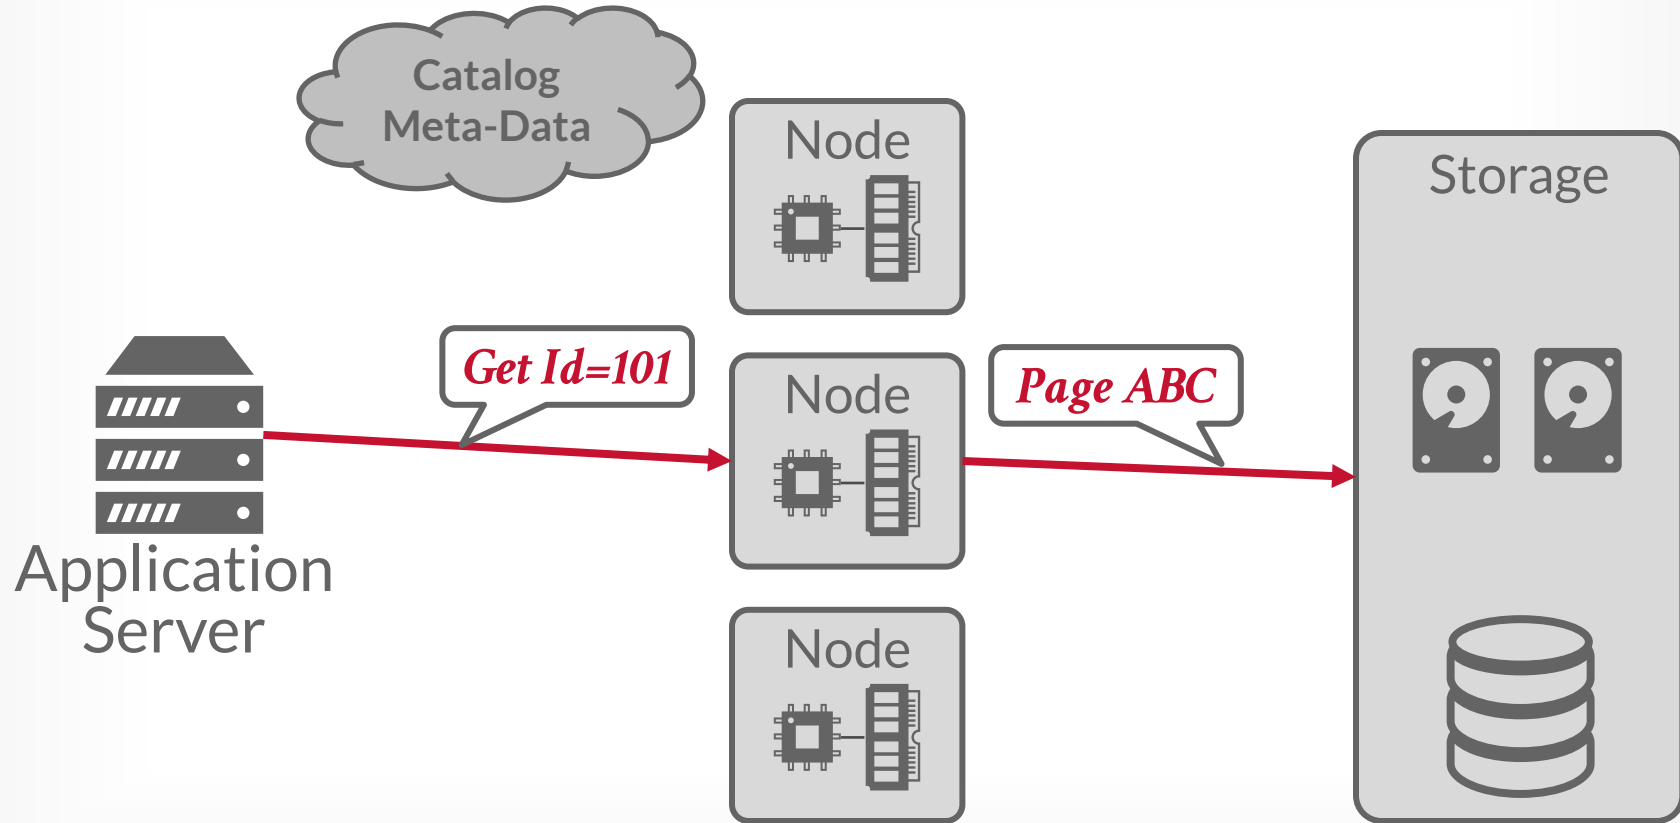 Catalog
Meta-Data
Node
Storage
Get Id=101
Node
Page ABC
Application
Server
Node